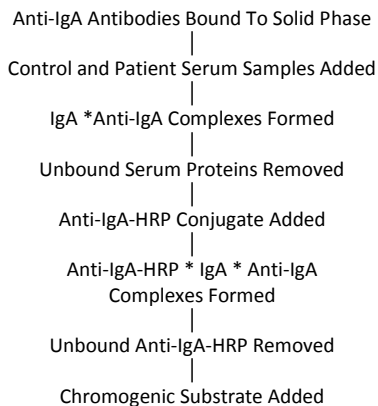 Anti-IgA Antibodies Bound To Solid Phase
Control and Patient Serum Samples Added
IgA *Anti-IgA Complexes Formed
Unbound Serum Proteins Removed
Anti-IgA-HRP Conjugate Added
Anti-IgA-HRP * IgA * Anti-IgA
Complexes Formed
Unbound Anti-IgA-HRP Removed
Chromogenic Substrate Added